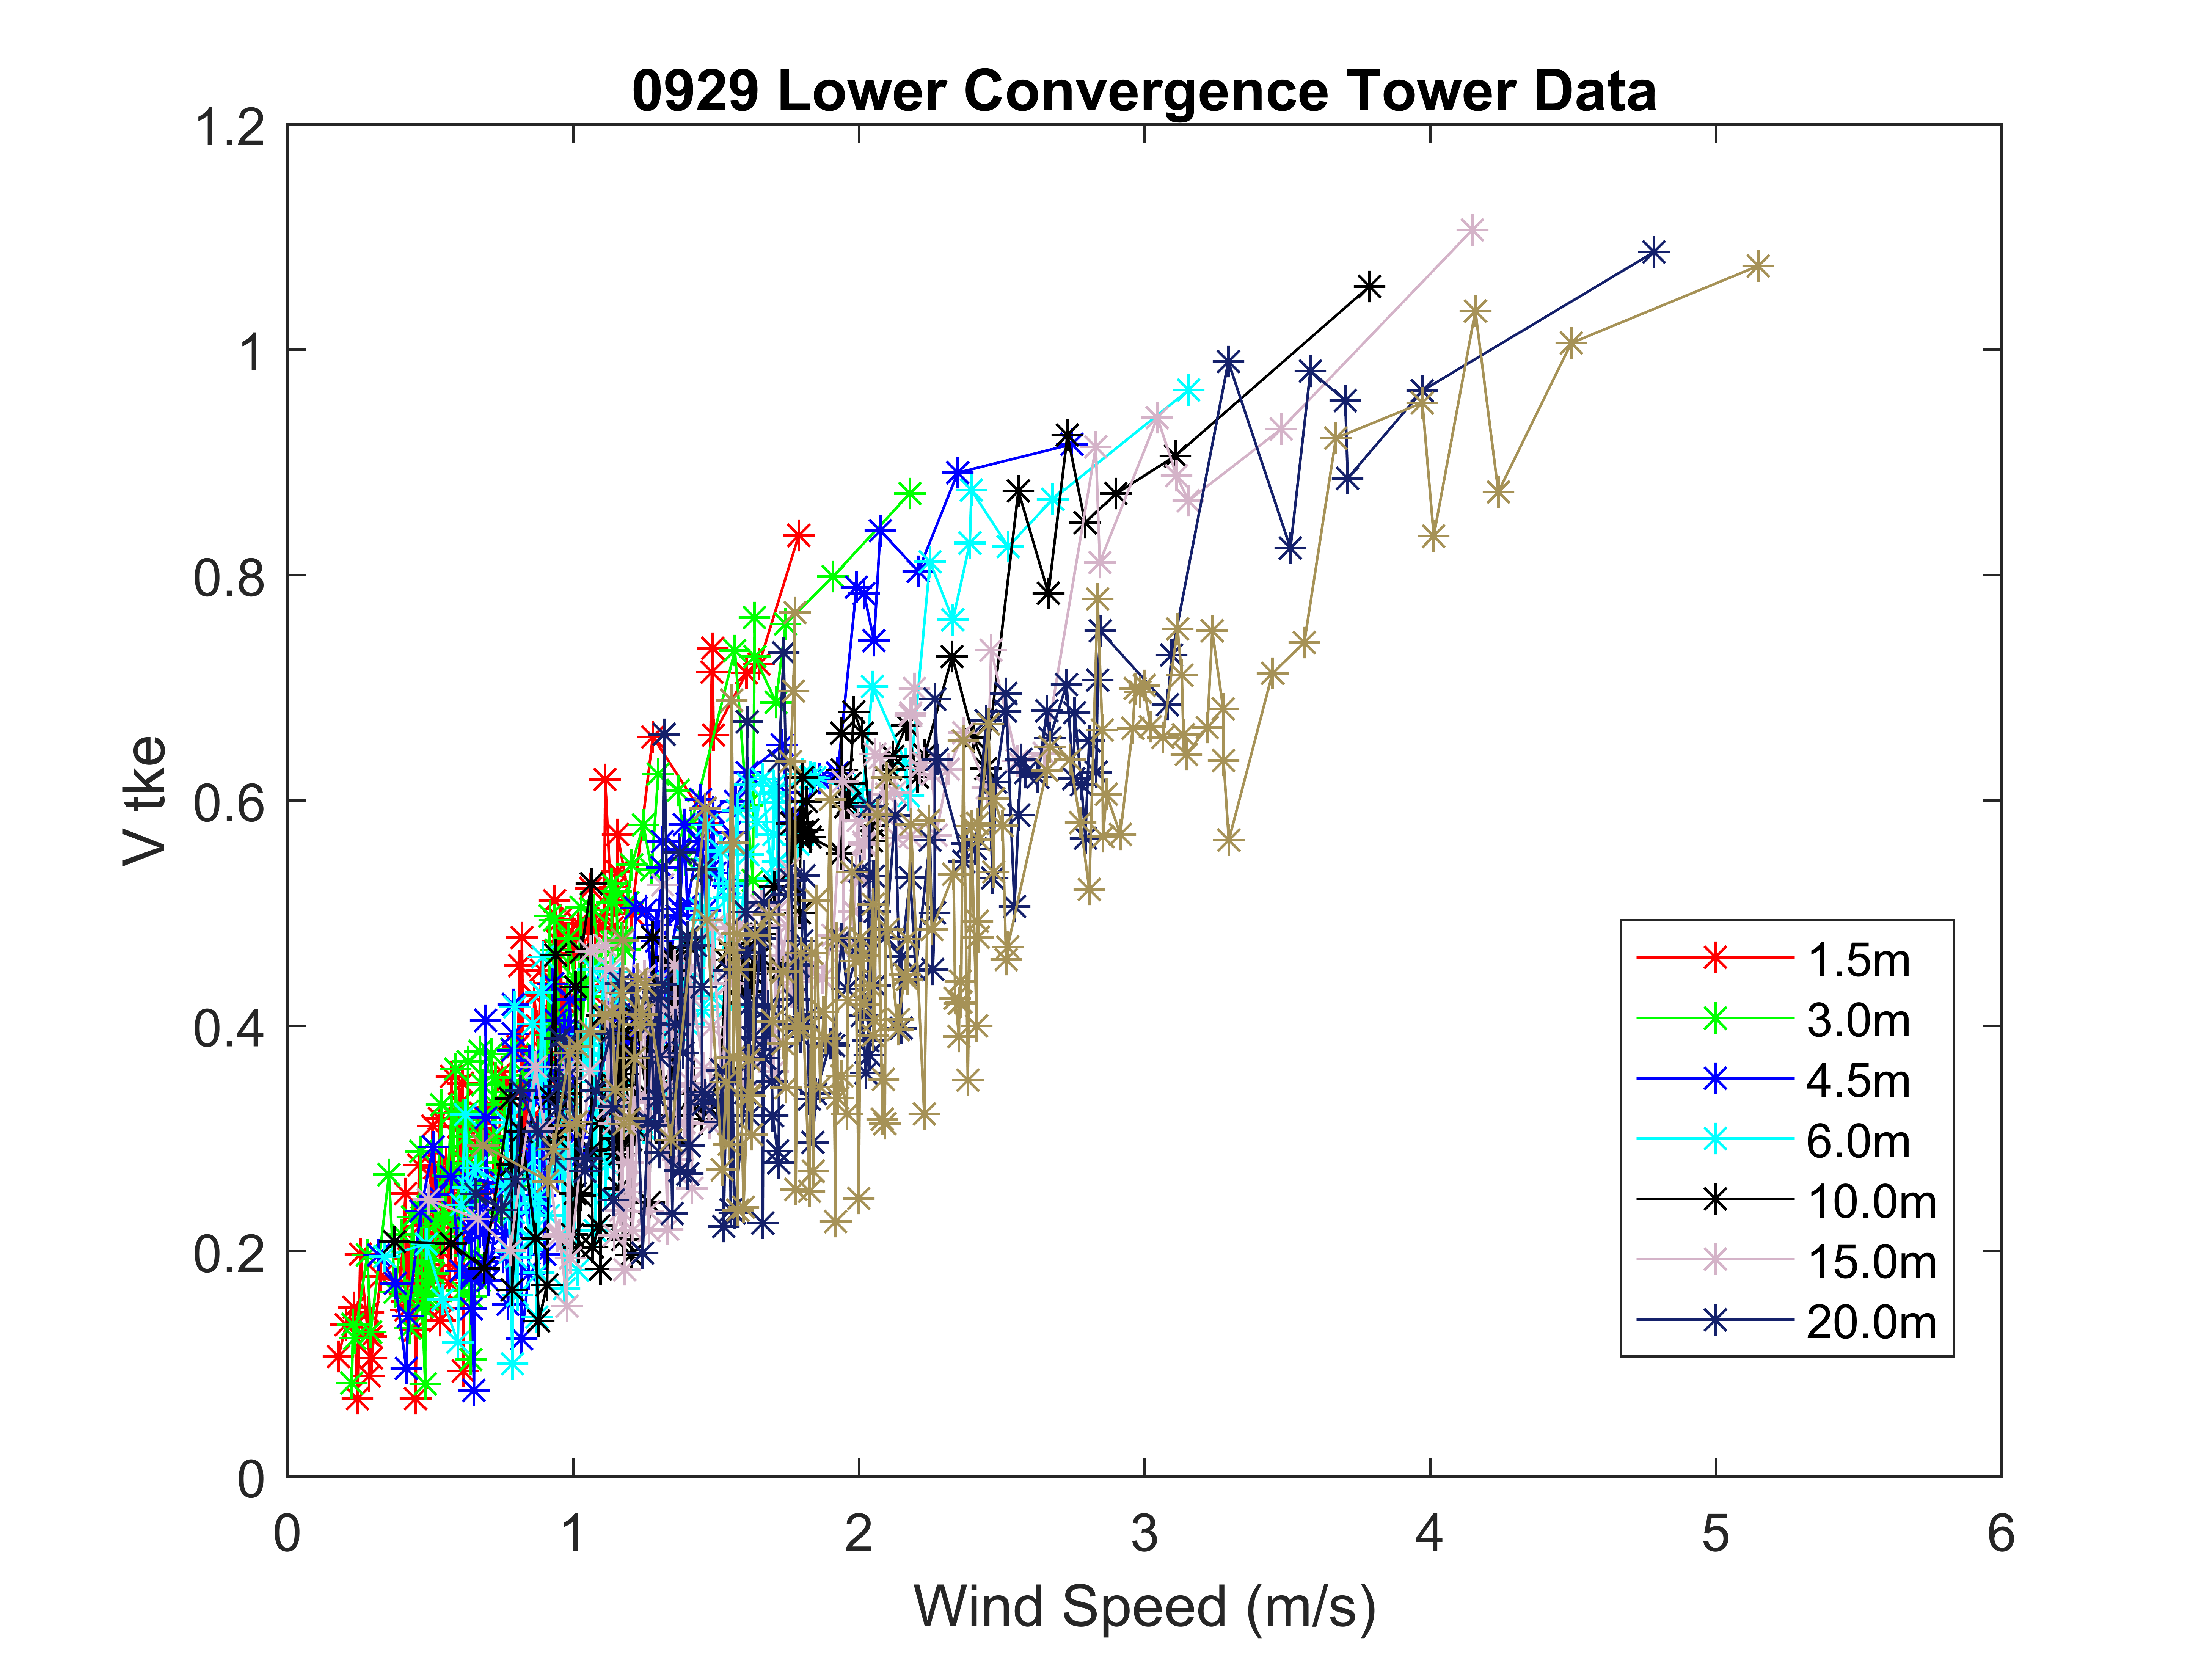 0929 Lower Convergence Tower Data
1.2
1
0.8
0.6
0.4
0.2
0
V tke
1.5m
3.0m
4.5m
6.0m
10.0m
15.0m
20.0m
0 1 2 3 4 5 6
Wind Speed (m/s)